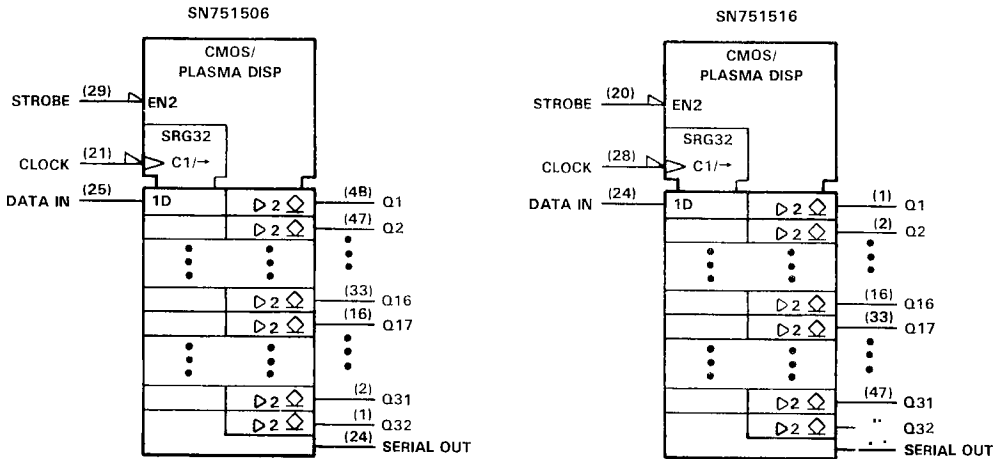 SN751506
CMOS/
PLASMA DISP
STROBE (29) EN2
SRG32
CLOCK (21) C1/→
DATA IN (25) 1D
2 (48) Q1
2 (47) Q2
2 (33) Q16
2 (16) Q17
2 (2) Q31
2 (1) Q32
(24) SERIAL OUT
SN751516
CMOS/
PLASMA DISP
STROBE (20) EN2
SRG32
CLOCK (28) C1/→
DATA IN (24) 1D
2 (1) Q1
2 (2) Q2
2 (16) Q16
2 (33) Q17
2 (47) Q31
2 Q32
SERIAL OUT